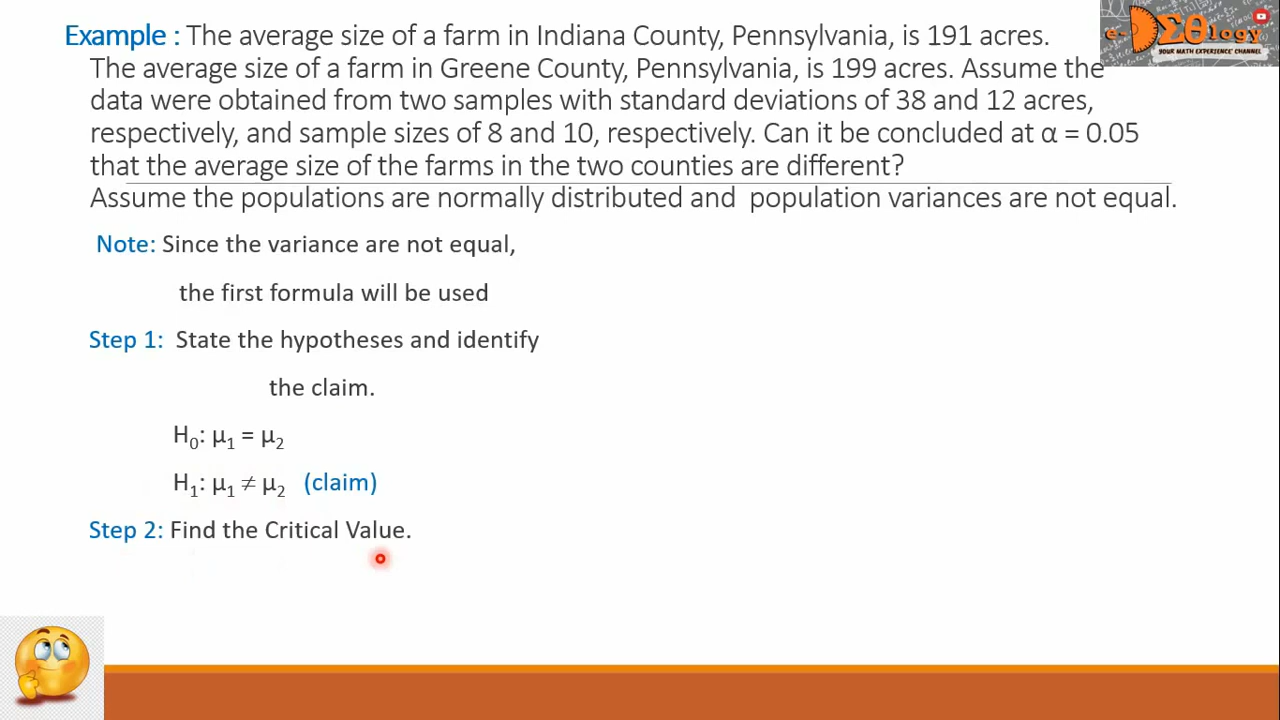 Example : The average size of a farm in Indiana County, Pennsylvania, is 191 acres.
The average size of a farm in Greene County, Pennsylvania, is 199 acres. Assume the
data were obtained from two samples with standard deviations of 38 and 12 acres,
respectively, and sample sizes of 8 and 10, respectively. Can it be concluded at α = 0.05
that the average size of the farms in the two counties are different?
Assume the populations are normally distributed and population variances are not equal.
Note: Since the variance are not equal,
the first formula will be used
Step 1: State the hypotheses and identify
the claim.
H₀: μ₁ = μ₂
H₁: μ₁ ≠ μ₂ (claim)
Step 2: Find the Critical Value.
e-DΣθlogy
YOUR MATH EXPERIENCE CHANNEL